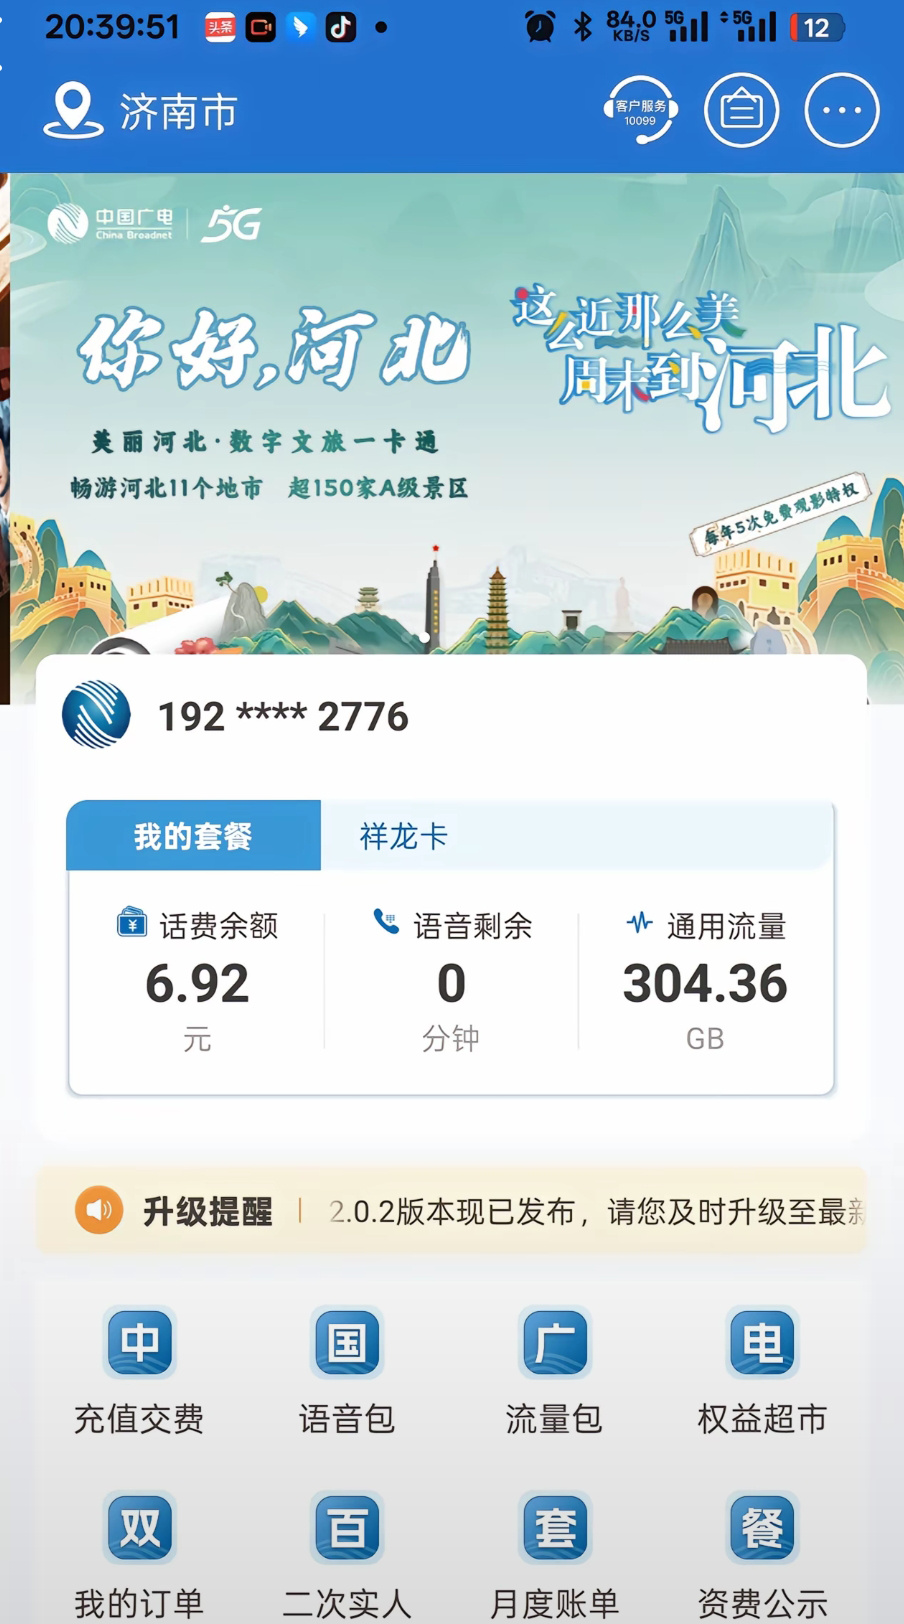 20:39:51 头条 84.0 KB/S 5G 5G 12
济南市 客户服务 10099
中国广电 China Broadnet 5G
你好,河北
这么近那么美
周末到河北
美丽河北·数字文旅一卡通
畅游河北11个地市 超150家A级景区
每年5次免费观影特权
192 **** 2776
我的套餐 祥龙卡
话费余额 语音剩余 通用流量
6.92 0 304.36
元 分钟 GB
升级提醒 2.0.2版本现已发布，请您及时升级至最新
中 国 广 电
充值交费 语音包 流量包 权益超市
双 百 套 餐
我的订单 二次实人 月度账单 资费公示